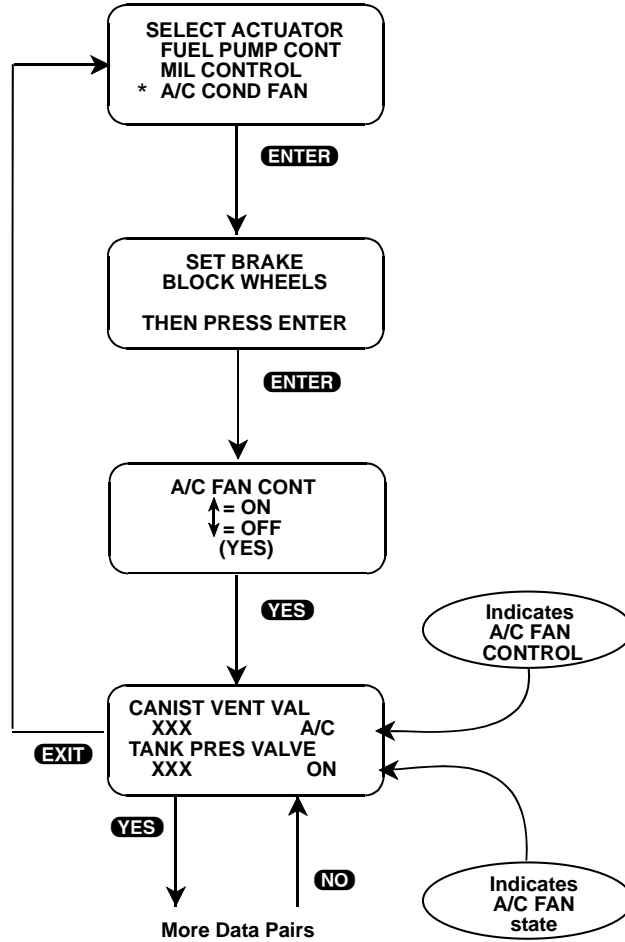 SELECT ACTUATOR
FUEL PUMP CONT
MIL CONTROL
* A/C COND FAN
ENTER
SET BRAKE
BLOCK WHEELS
THEN PRESS ENTER
ENTER
A/C FAN CONT
= ON
= OFF
(YES)
YES
Indicates
A/C FAN
CONTROL
CANIST VENT VAL
XXX A/C
TANK PRES VALVE
XXX ON
EXIT
YES
NO
Indicates
A/C FAN
state
More Data Pairs